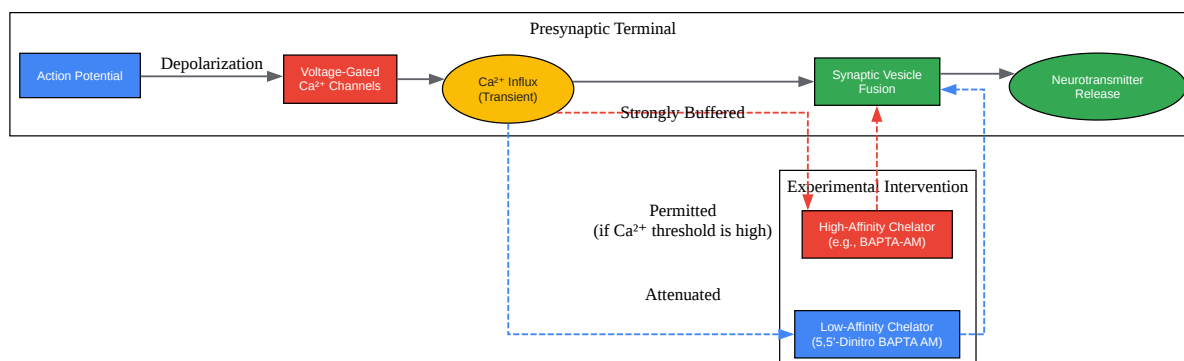 Presynaptic Terminal
Action Potential
Depolarization
Voltage-Gated
Ca²⁺ Channels
Ca²⁺ Influx
(Transient)
Synaptic Vesicle
Fusion
Neurotransmitter
Release
Strongly Buffered
Experimental Intervention
Permitted
(if Ca²⁺ threshold is high)
High-Affinity Chelator
(e.g., BAPTA-AM)
Attenuated
Low-Affinity Chelator
(5,5'-Dinitro BAPTA AM)